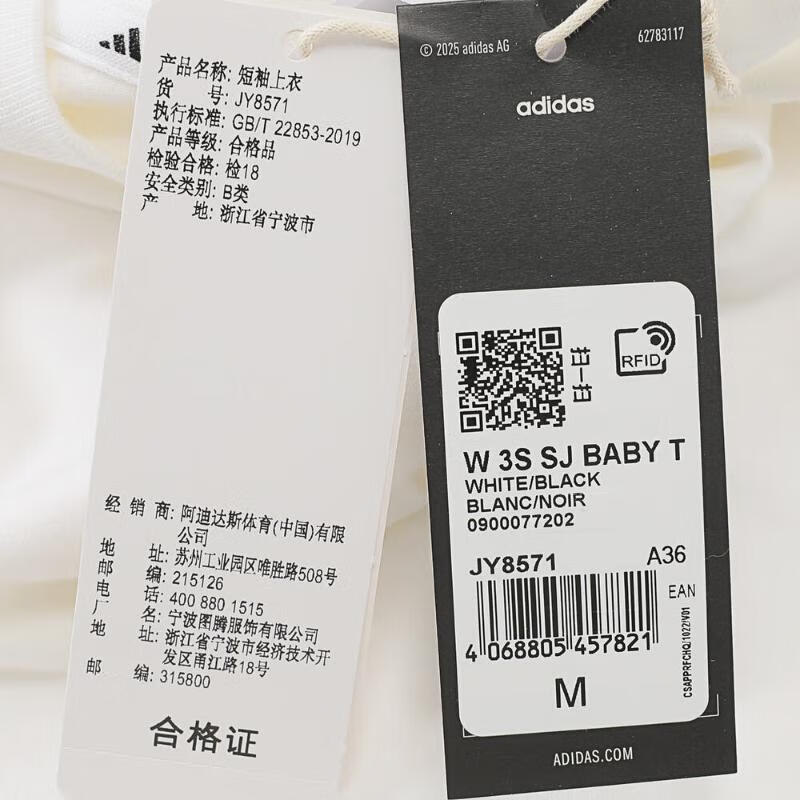 产品名称: 短袖上衣
货 号: JY8571
执行标准: GB/T 22853-2019
产品等级: 合格品
检验合格: 检18
安全类别: B类
产 地: 浙江省宁波市
经 销 商: 阿迪达斯体育(中国)有限
公司
地 址: 苏州工业园区唯胜路508号
邮 编: 215126
电 话: 400 880 1515
厂 名: 宁波图腾服饰有限公司
地 址: 浙江省宁波市经济技术开
发区甬江路18号
邮 编: 315800
合格证
© 2025 adidas AG
62783117
adidas
扫一扫
RFID
W 3S SJ BABY T
WHITE/BLACK
BLANC/NOIR
0900077202
JY8571
A36
EAN
4 068805 457821
CSAPPRFCHQ/1022/V01
M
ADIDAS.COM